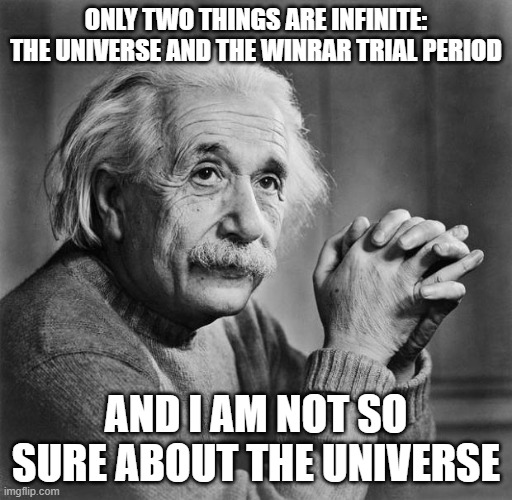 ONLY TWO THINGS ARE INFINITE:
THE UNIVERSE AND THE WINRAR TRIAL PERIOD
AND I AM NOT SO
SURE ABOUT THE UNIVERSE
imgflip.com